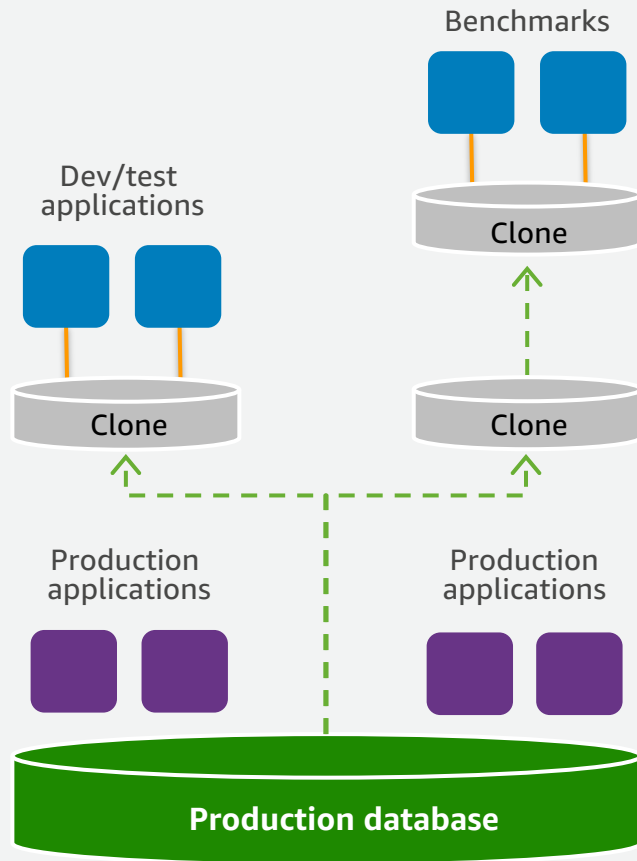 Benchmarks
Clone
Dev/test
applications
Clone
Clone
Production
applications
Production
applications
Production database